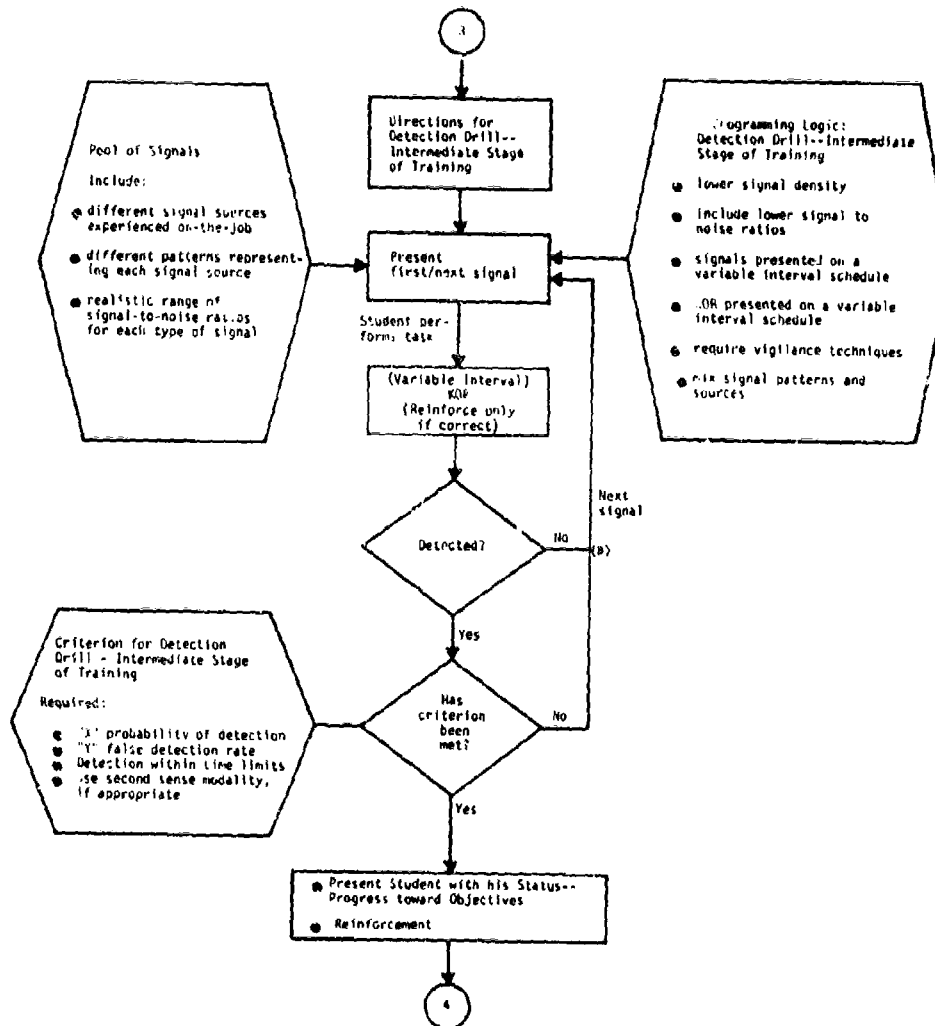 3
Directions for
Detection Drill--
Intermediate Stage
of Training
Pool of Signals
Include:
different signal sources
experienced on-the-job
different patterns represent-
ing each signal source
realistic range of
signal-to-noise ratios
for each type of signal
Programming Logic:
Detection Drill--Intermediate
Stage of Training
lower signal density
include lower signal to
noise ratios
signals presented on a
variable interval schedule
presented on a variable
interval schedule
require vigilance techniques
mix signal patterns and
sources
Present
first/next signal
Student per-
forms task
(Variable Interval)
KOR
(Reinforce only
if correct)
Next
signal
Detected?
No
(B)
Yes
Criterion for Detection
Drill - Intermediate Stage
of Training
Required:
"X" probability of detection
"Y" false detection rate
Detection within time limits
use second sense modality,
if appropriate
Has
criterion
been
met?
No
Yes
Present Student with his Status--
Progress toward Objectives
Reinforcement
4